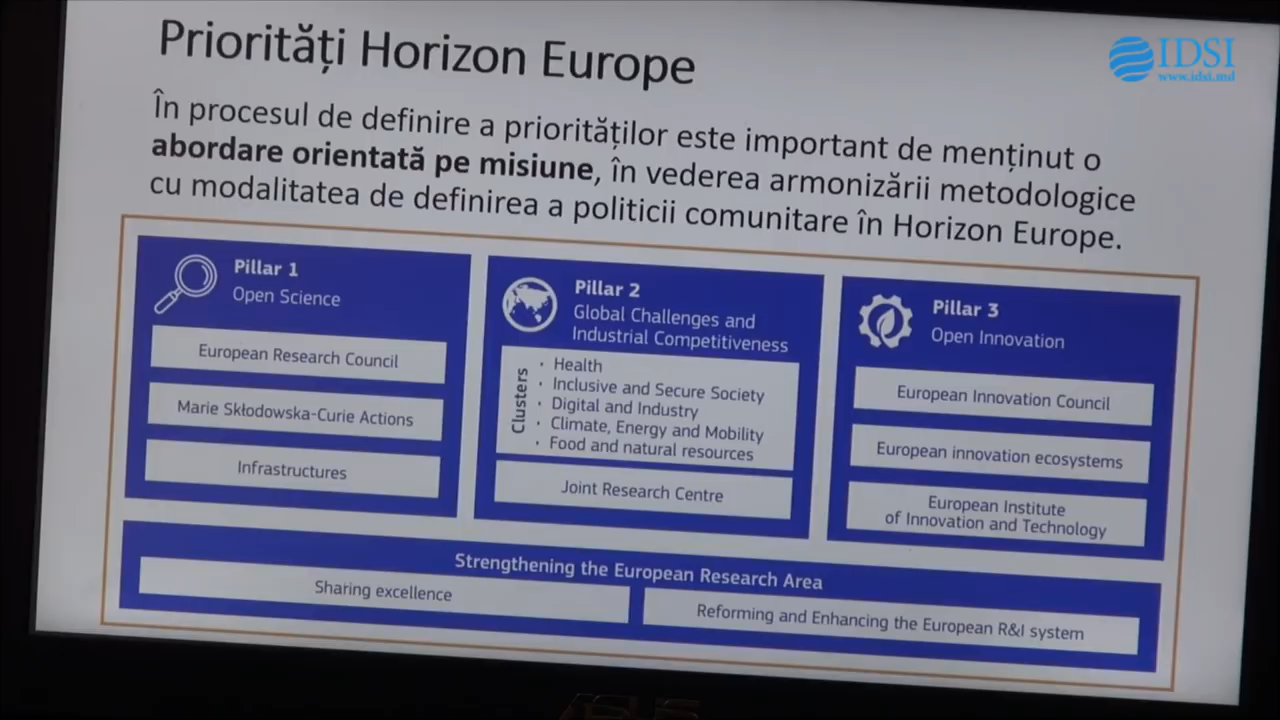 Priorități Horizon Europe
IDSI
www.idsi.md
În procesul de definire a priorităților este important de menținut o
abordare orientată pe misiune, în vederea armonizării metodologice
cu modalitatea de definirea a politicii comunitare în Horizon Europe.
Pillar 1
Open Science
European Research Council
Marie Skłodowska-Curie Actions
Infrastructures
Pillar 2
Global Challenges and
Industrial Competitiveness
Clusters
· Health
· Inclusive and Secure Society
· Digital and Industry
· Climate, Energy and Mobility
· Food and natural resources
Joint Research Centre
Pillar 3
Open Innovation
European Innovation Council
European innovation ecosystems
European Institute
of Innovation and Technology
Strengthening the European Research Area
Sharing excellence
Reforming and Enhancing the European R&I system